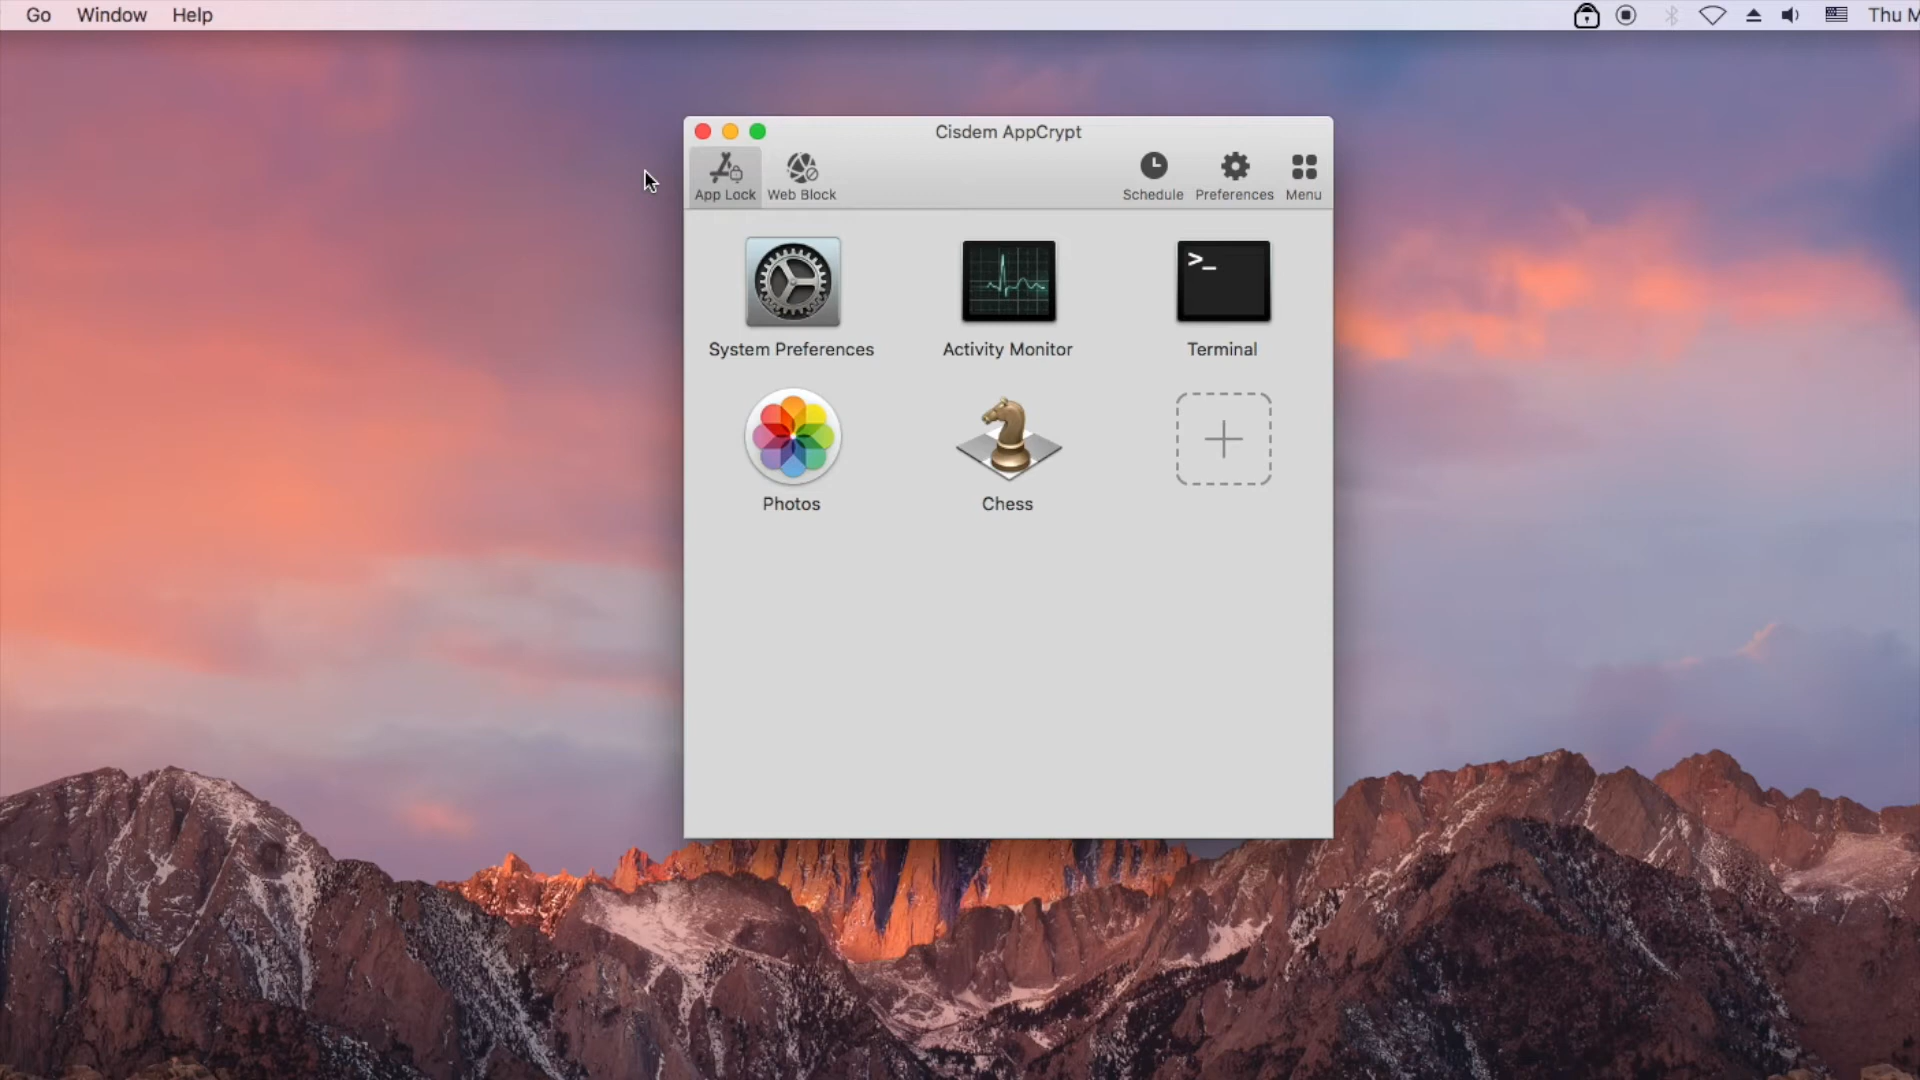 Go Window Help Thu M
Cisdem AppCrypt
App Lock Web Block Schedule Preferences Menu
>_
System Preferences Activity Monitor Terminal
Photos Chess